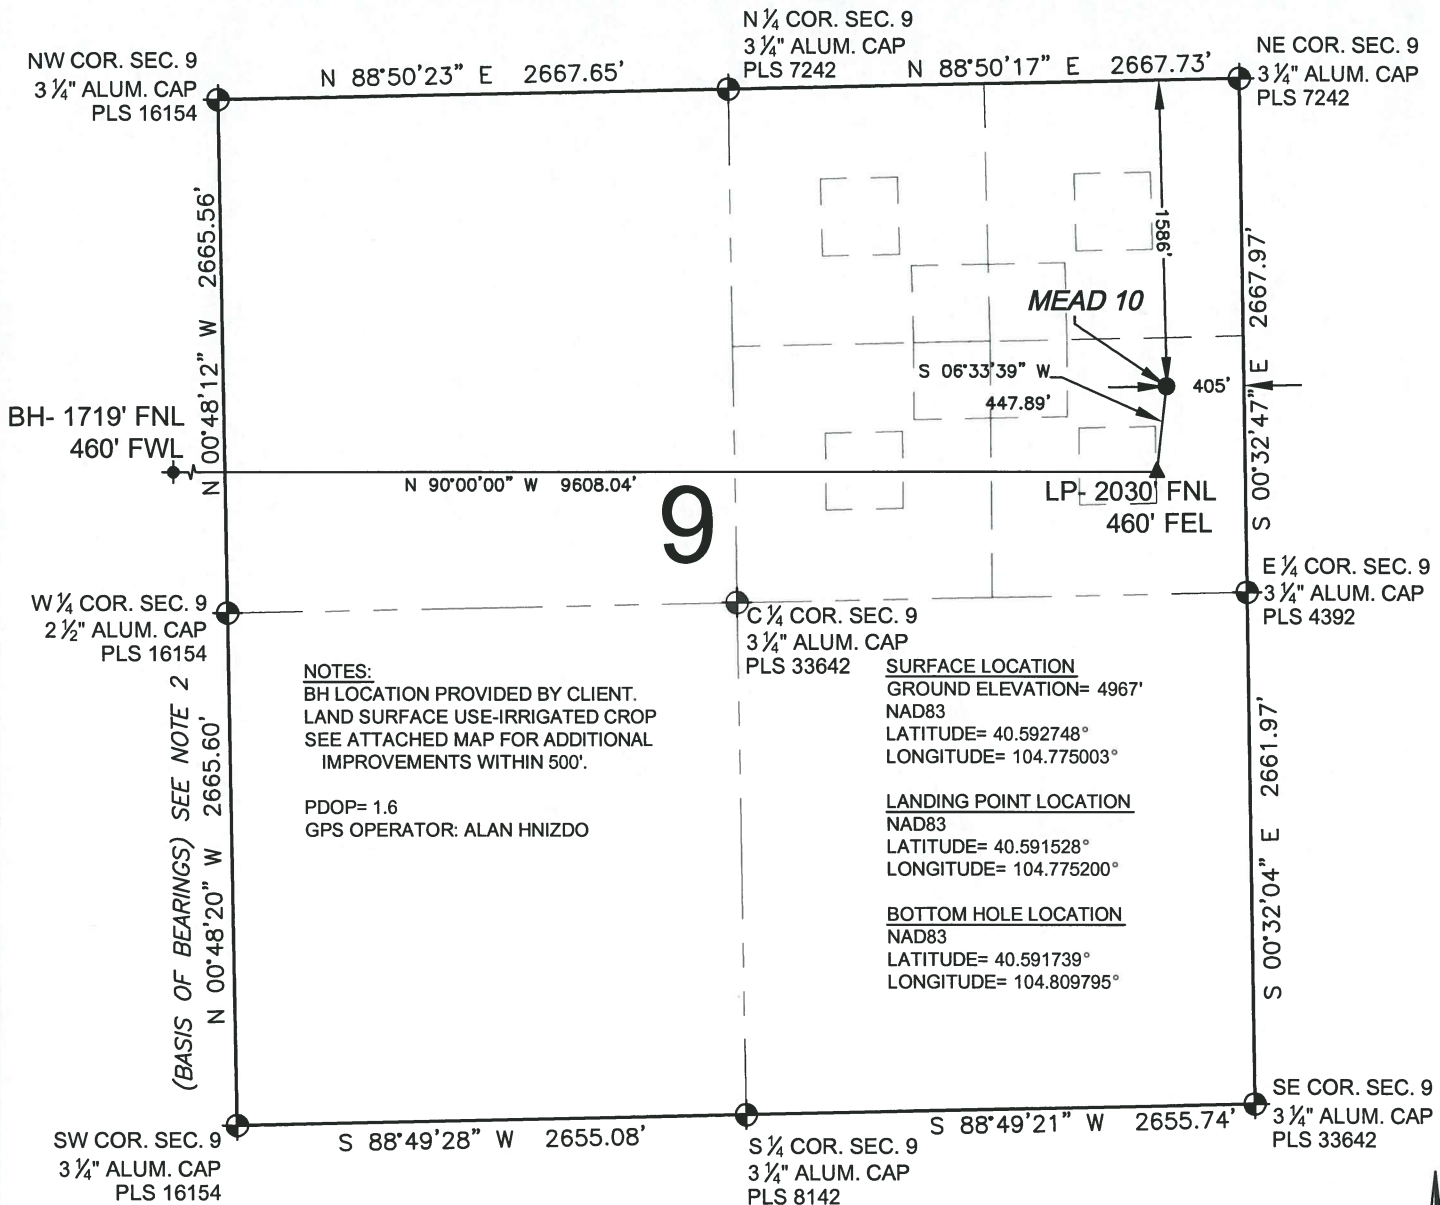 NW COR. SEC. 9
3 ¼" ALUM. CAP
PLS 16154
N 88°50'23" E 2667.65'
N ¼ COR. SEC. 9
3 ¼" ALUM. CAP
PLS 7242
N 88°50'17" E 2667.73'
NE COR. SEC. 9
3 ¼" ALUM. CAP
PLS 7242
N 00°48'12" W 2665.56'
1586'
S 00°32'47" E 2667.97'
MEAD 10
S 06°33'39" W
447.89'
405'
BH- 1719' FNL
460' FWL
N 90°00'00" W 9608.04'
9
LP- 2030' FNL
460' FEL
W ¼ COR. SEC. 9
2 ½" ALUM. CAP
PLS 16154
C ¼ COR. SEC. 9
3 ¼" ALUM. CAP
PLS 33642
E ¼ COR. SEC. 9
3 ¼" ALUM. CAP
PLS 4392
(BASIS OF BEARINGS) SEE NOTE 2
N 00°48'20" W 2665.60'
NOTES:
BH LOCATION PROVIDED BY CLIENT.
LAND SURFACE USE-IRRIGATED CROP
SEE ATTACHED MAP FOR ADDITIONAL
IMPROVEMENTS WITHIN 500'.
PDOP= 1.6
GPS OPERATOR: ALAN HNIZDO
SURFACE LOCATION
GROUND ELEVATION= 4967'
NAD83
LATITUDE= 40.592748°
LONGITUDE= 104.775003°
LANDING POINT LOCATION
NAD83
LATITUDE= 40.591528°
LONGITUDE= 104.775200°
BOTTOM HOLE LOCATION
NAD83
LATITUDE= 40.591739°
LONGITUDE= 104.809795°
S 00°32'04" E 2661.97'
SW COR. SEC. 9
3 ¼" ALUM. CAP
PLS 16154
S 88°49'28" W 2655.08'
S ¼ COR. SEC. 9
3 ¼" ALUM. CAP
PLS 8142
S 88°49'21" W 2655.74'
SE COR. SEC. 9
3 ¼" ALUM. CAP
PLS 33642